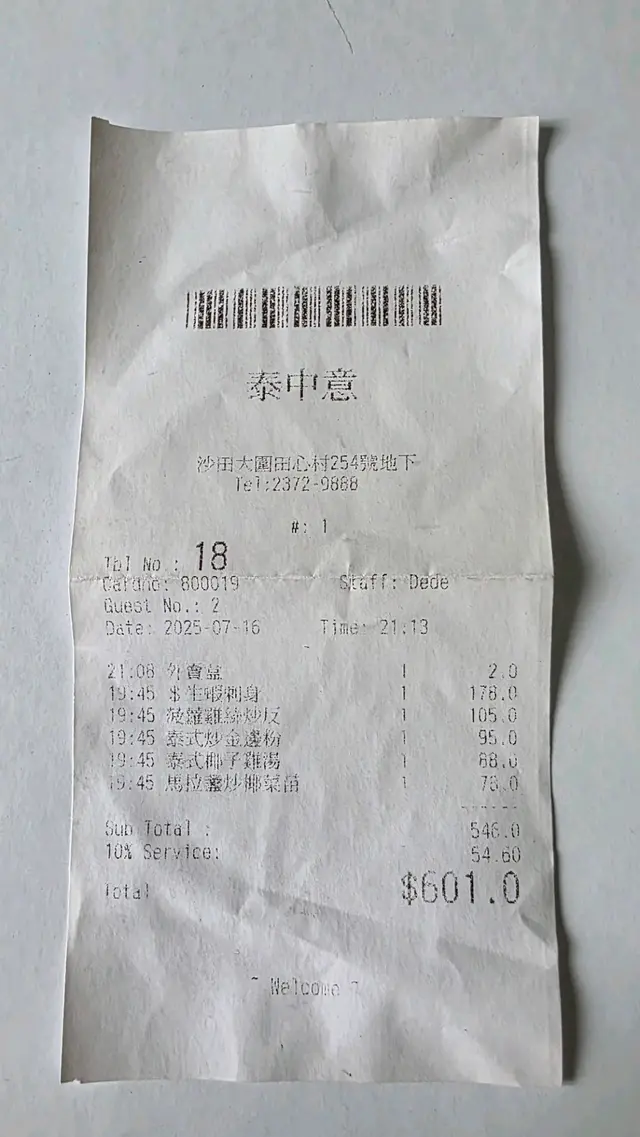 泰中意
沙田大圍田心村254號地下
Tel:2372-9888
#: 1
Tbl No.: 18
Cardno: 800019 Staff: Dede
Guest No.: 2
Date: 2025-07-16 Time: 21:13
21:08 外賣盒 1 2.0
19:45 $生蝦刺身 1 178.0
19:45 菠蘿雞絲炒反 1 105.0
19:45 泰式炒金邊粉 1 95.0
19:45 泰式椰子雞湯 1 88.0
19:45 馬拉盞炒椰菜苗 1 78.0
------
Sub Total : 546.0
10% Service: 54.60
Total $601.0
~ Welcome ~